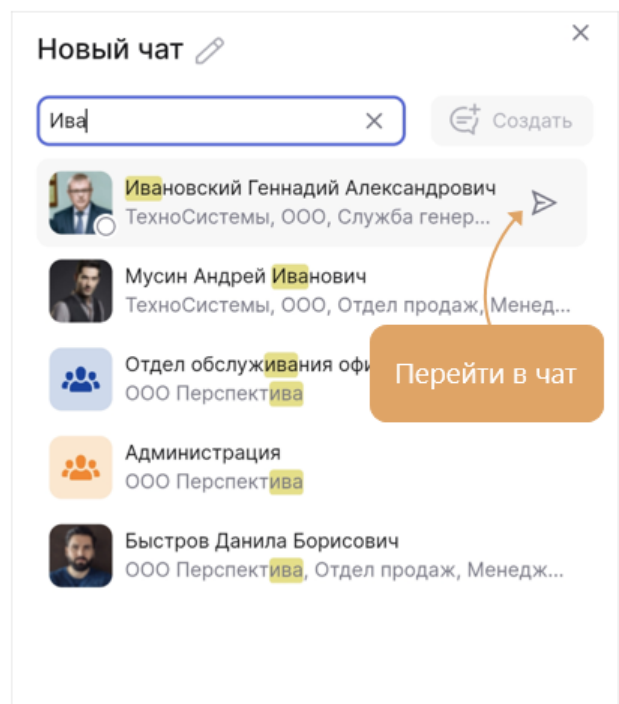 Новый чат
Ива
Создать
Ивановский Геннадий Александрович
ТехноСистемы, ООО, Служба генер...
Мусин Андрей Иванович
ТехноСистемы, ООО, Отдел продаж, Менед...
Отдел обслуживания офи
ООО Перспектива
Перейти в чат
Администрация
ООО Перспектива
Быстров Данила Борисович
ООО Перспектива, Отдел продаж, Менедж...